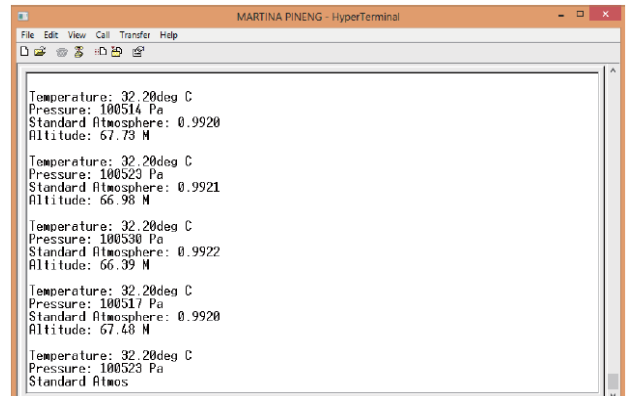 MARTINA PINENG - HyperTerminal
File Edit View Call Transfer Help
Temperature: 32.20deg C
Pressure: 100514 Pa
Standard Atmosphere: 0.9920
Altitude: 67.73 M
Temperature: 32.20deg C
Pressure: 100523 Pa
Standard Atmosphere: 0.9921
Altitude: 66.98 M
Temperature: 32.20deg C
Pressure: 100530 Pa
Standard Atmosphere: 0.9922
Altitude: 66.39 M
Temperature: 32.20deg C
Pressure: 100517 Pa
Standard Atmosphere: 0.9920
Altitude: 67.48 M
Temperature: 32.20deg C
Pressure: 100523 Pa
Standard Atmos